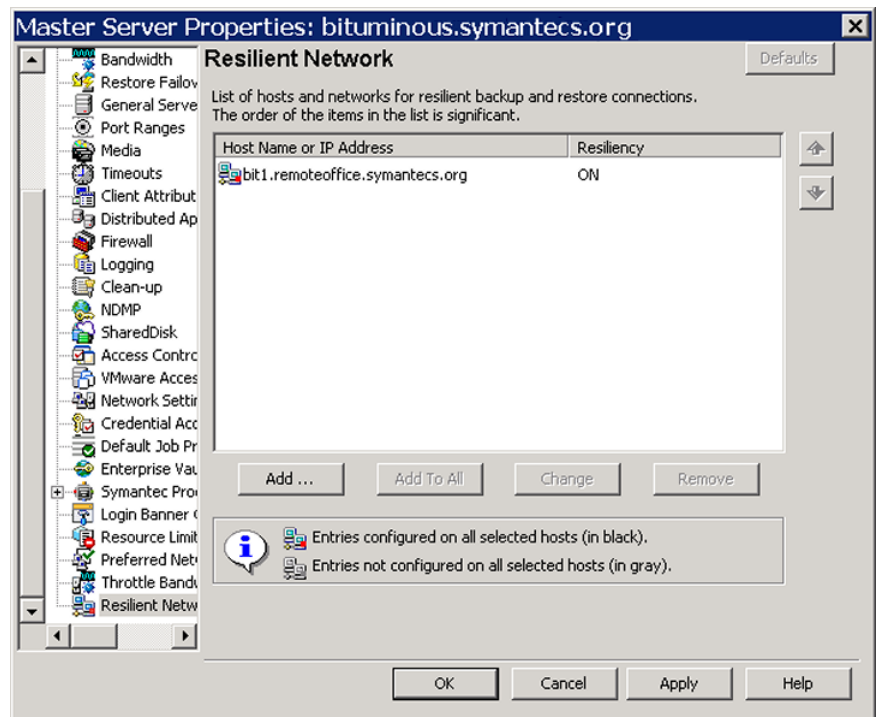 Master Server Properties: bituminous.symantecs.org
Bandwidth
Restore Failov
General Serve
Port Ranges
Media
Timeouts
Client Attribut
Distributed Ap
Firewall
Logging
Clean-up
NDMP
SharedDisk
Access Contro
VMware Acces
Network Settin
Credential Acc
Default Job Pr
Enterprise Vau
Symantec Pro
Login Banner
Resource Limit
Preferred Net
Throttle Band
Resilient Netw
Resilient Network
Defaults
List of hosts and networks for resilient backup and restore connections.
The order of the items in the list is significant.
Host Name or IP Address Resiliency
bit1.remoteoffice.symantecs.org ON
Add ... Add To All Change Remove
Entries configured on all selected hosts (in black).
Entries not configured on all selected hosts (in gray).
OK Cancel Apply Help